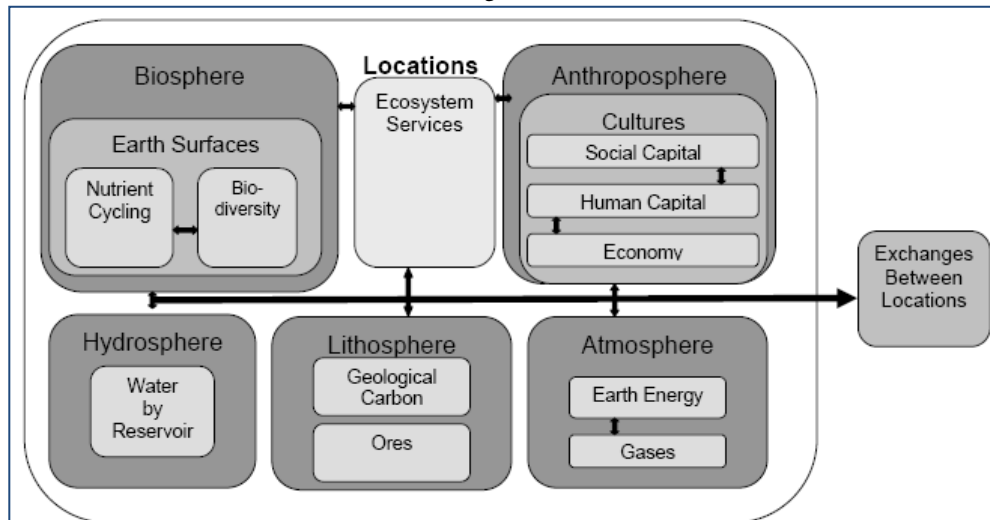 Biosphere
Earth Surfaces
Nutrient
Cycling
Bio-
diversity
Locations
Ecosystem
Services
Anthroposphere
Cultures
Social Capital
Human Capital
Economy
Exchanges
Between
Locations
Hydrosphere
Water
by
Reservoir
Lithosphere
Geological
Carbon
Ores
Atmosphere
Earth Energy
Gases